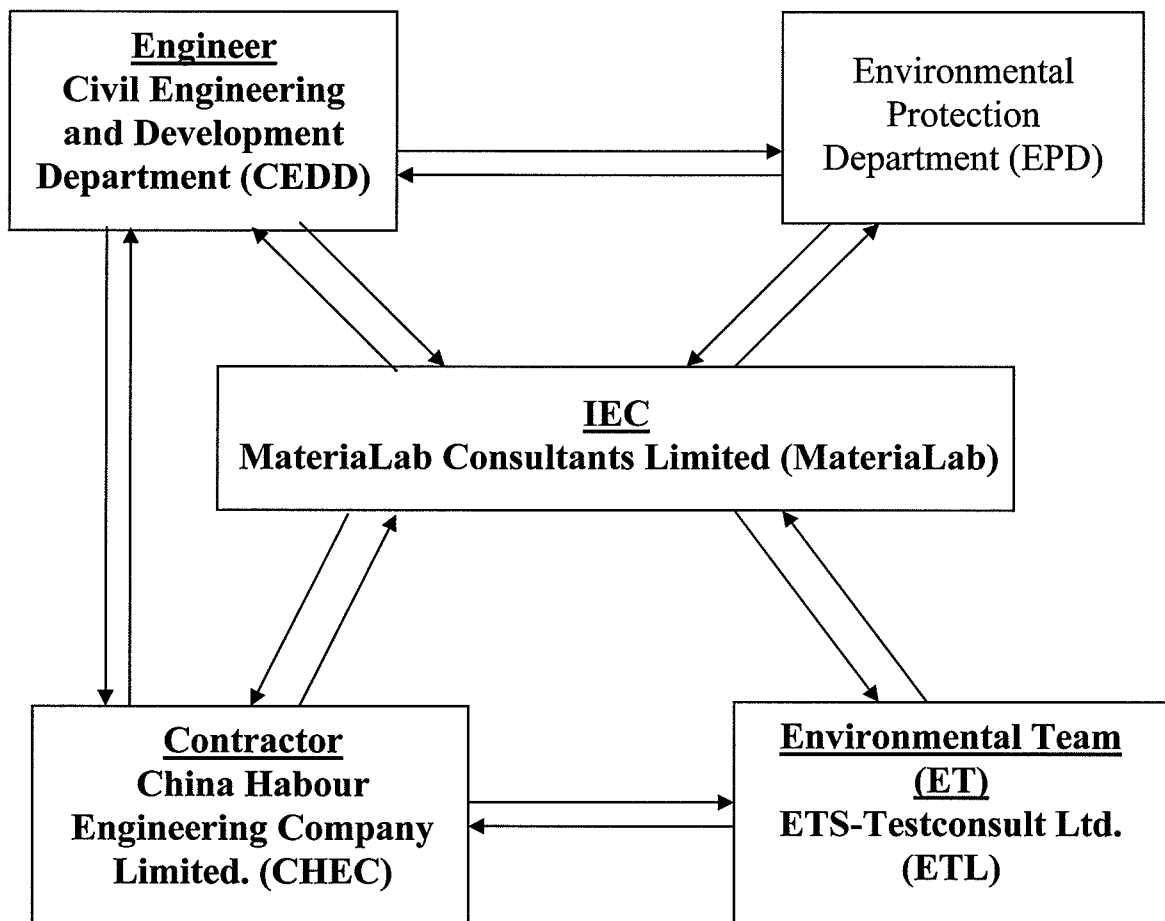 Engineer
Civil Engineering
and Development
Department (CEDD)
Environmental
Protection
Department (EPD)
IEC
MateriaLab Consultants Limited (MateriaLab)
Contractor
China Habour
Engineering Company
Limited. (CHEC)
Environmental Team
(ET)
ETS-Testconsult Ltd.
(ETL)